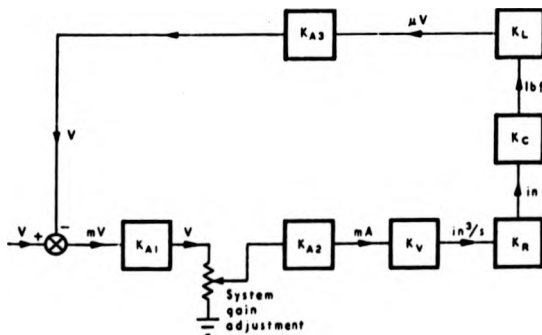 K_A3
μV
K_L
lbf
K_C
in
V
−
V
+
mV
K_A1
V
K_A2
mA
K_V
in³/s
K_R
System
gain
adjustment